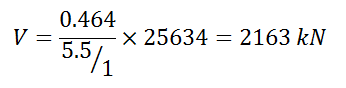 V = 0.464 / (5.5/1) × 25634 = 2163 kN